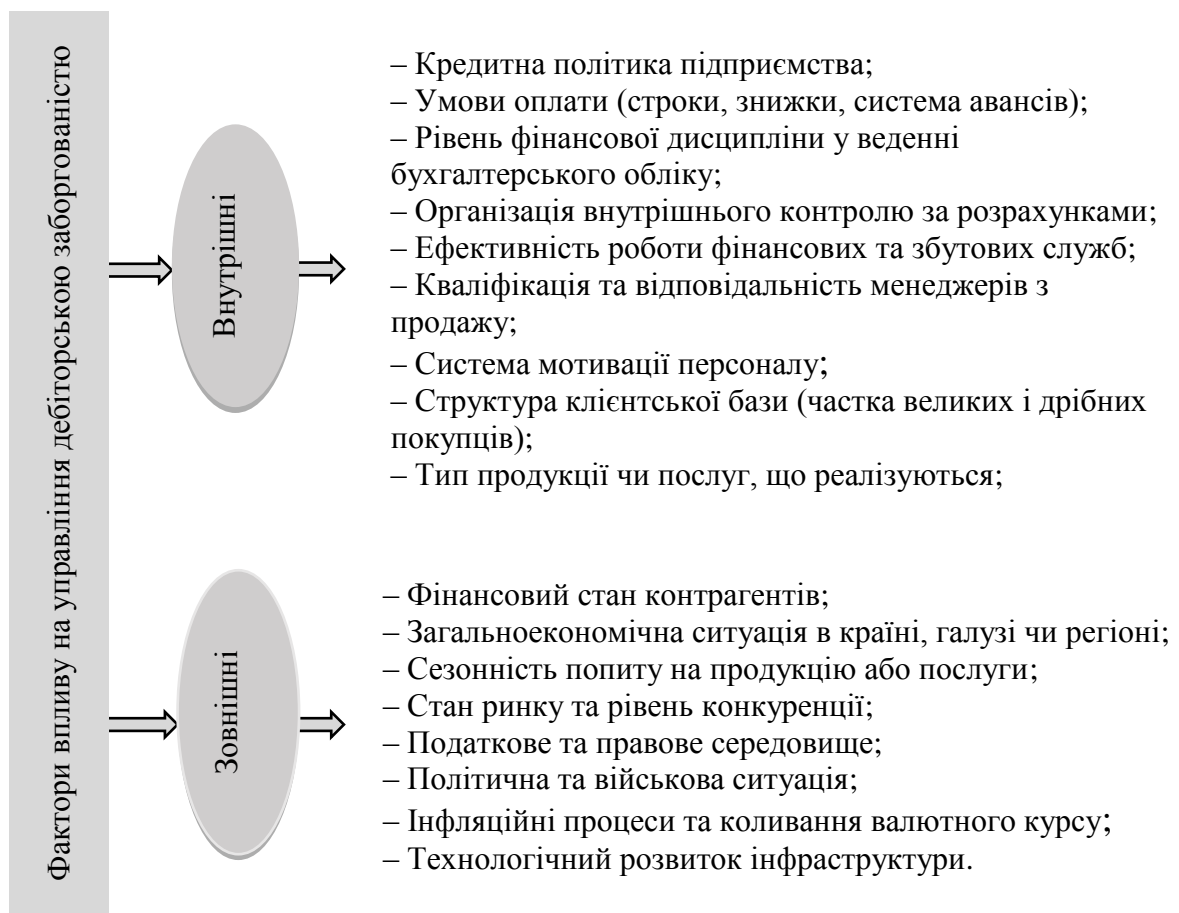 Фактори впливу на управління дебіторською заборгованістю
Внутрішні
– Кредитна політика підприємства;
– Умови оплати (строки, знижки, система авансів);
– Рівень фінансової дисципліни у веденні
бухгалтерського обліку;
– Організація внутрішнього контролю за розрахунками;
– Ефективність роботи фінансових та збутових служб;
– Кваліфікація та відповідальність менеджерів з
продажу;
– Система мотивації персоналу;
– Структура клієнтської бази (частка великих і дрібних
покупців);
– Тип продукції чи послуг, що реалізуються;
Зовнішні
– Фінансовий стан контрагентів;
– Загальноекономічна ситуація в країні, галузі чи регіоні;
– Сезонність попиту на продукцію або послуги;
– Стан ринку та рівень конкуренції;
– Податкове та правове середовище;
– Політична та військова ситуація;
– Інфляційні процеси та коливання валютного курсу;
– Технологічний розвиток інфраструктури.